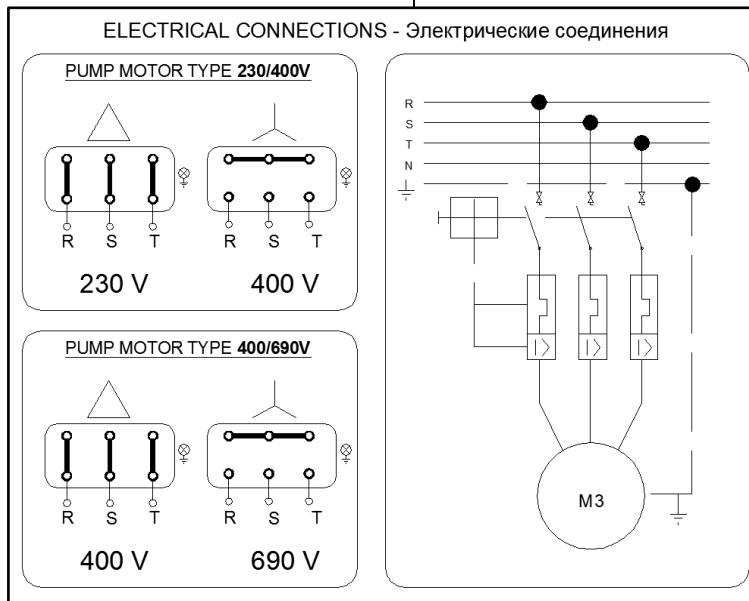 ELECTRICAL CONNECTIONS - Электрические соединения
PUMP MOTOR TYPE 230/400V
R S T
230 V
R S T
400 V
PUMP MOTOR TYPE 400/690V
R S T
400 V
R S T
690 V
R
S
T
N
I>
I>
I>
M3